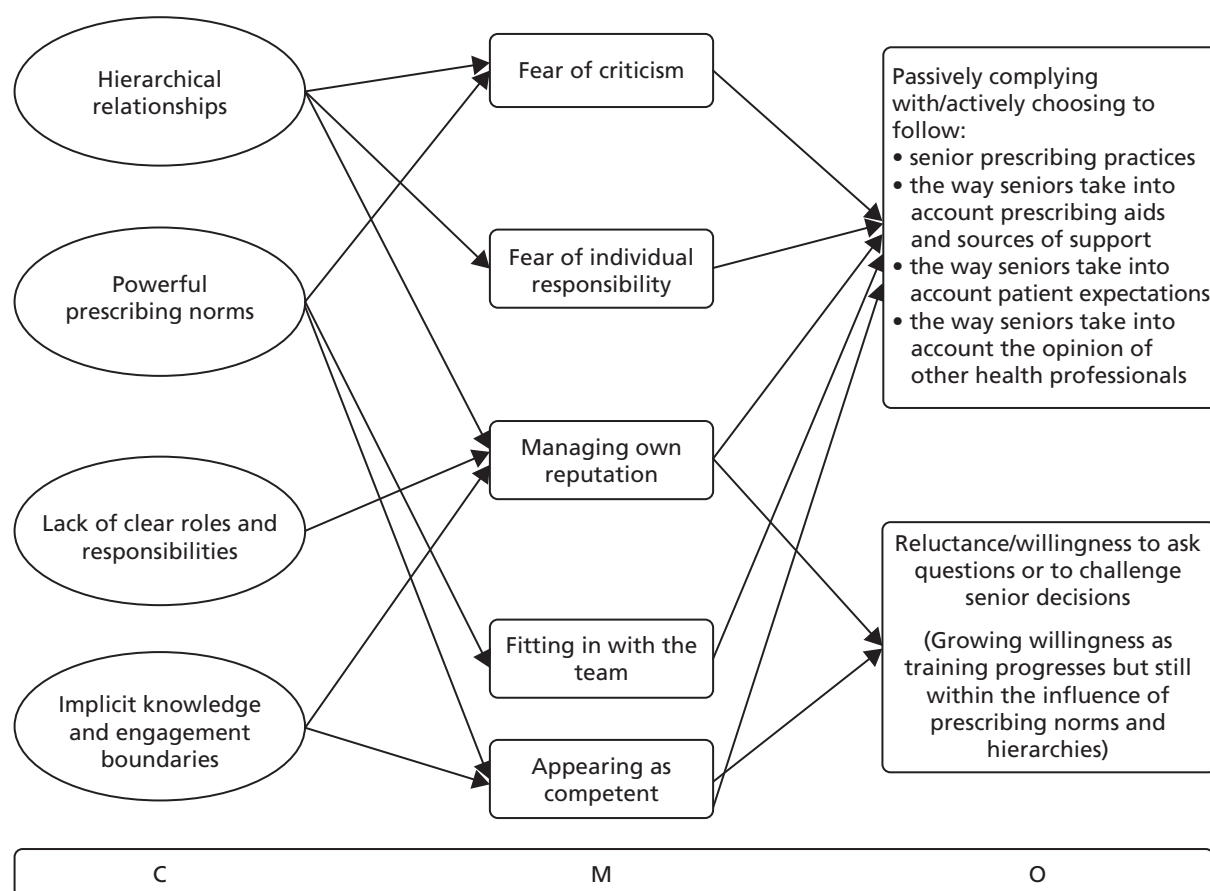 Hierarchical
relationships
Powerful
prescribing norms
Lack of clear roles and
responsibilities
Implicit knowledge
and engagement
boundaries
Fear of criticism
Fear of individual
responsibility
Managing own
reputation
Fitting in with the
team
Appearing as
competent
Passively complying
with/actively choosing to
follow:
• senior prescribing practices
• the way seniors take into
account prescribing aids
and sources of support
• the way seniors take into
account patient expectations
• the way seniors take into
account the opinion of
other health professionals
Reluctance/willingness to ask
questions or to challenge
senior decisions
(Growing willingness as
training progresses but still
within the influence of
prescribing norms and
hierarchies)
C
M
O